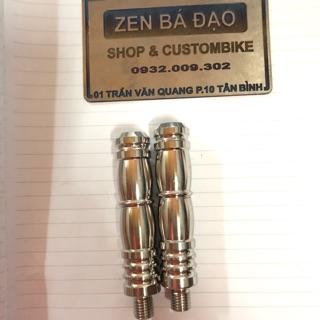 ZEN BÁ ĐẠO
SHOP & CUSTOMBIKE
0932.009.302
01 TRẦN VĂN QUANG P.10 TÂN BÌNH